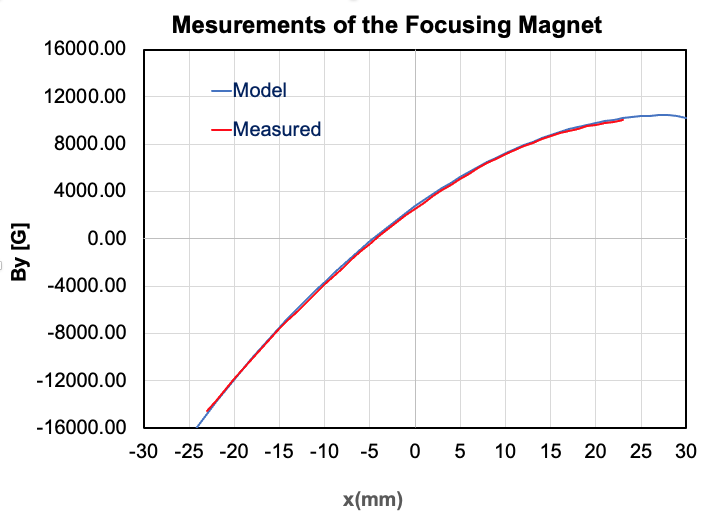 Mesurements of the Focusing Magnet
16000.00
12000.00
8000.00
4000.00
0.00
-4000.00
-8000.00
-12000.00
-16000.00
By [G]
Model
Measured
-30 -25 -20 -15 -10 -5 0 5 10 15 20 25 30
x(mm)